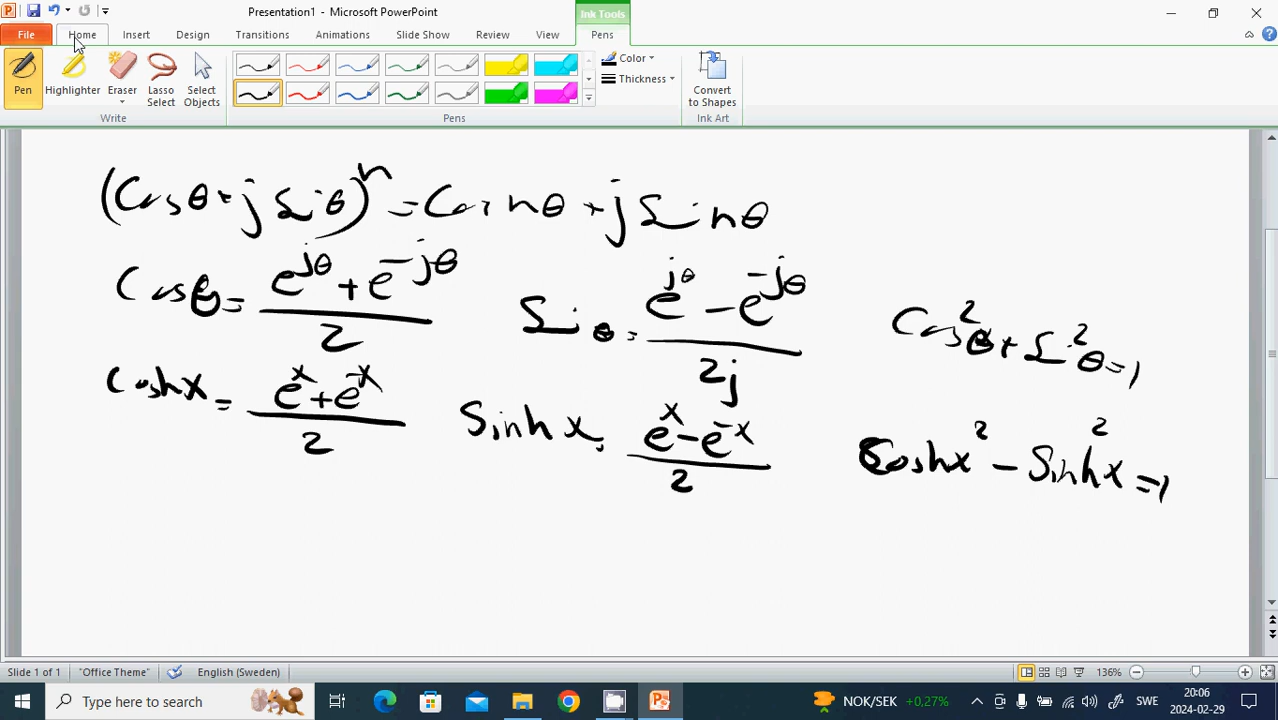 Presentation1 - Microsoft PowerPoint
Ink Tools
File Home Insert Design Transitions Animations Slide Show Review View Pens
Pen Highlighter Eraser Lasso Select Select Objects
Color
Thickness
Convert to Shapes
Write Pens Ink Art
(Cosθ+jSinθ)ⁿ = Cos nθ + j Sin nθ
Cosθ = (e^jθ + e^-jθ)/2 Sinθ = (e^jθ - e^-jθ)/2j Cos²θ + Sin²θ = 1
Coshx = (e^x + e^-x)/2 Sinhx = (e^x - e^-x)/2 Coshx² - Sinhx² = 1
Slide 1 of 1 "Office Theme" English (Sweden) 136%
Type here to search NOK/SEK +0,27% SWE 20:06
2024-02-29